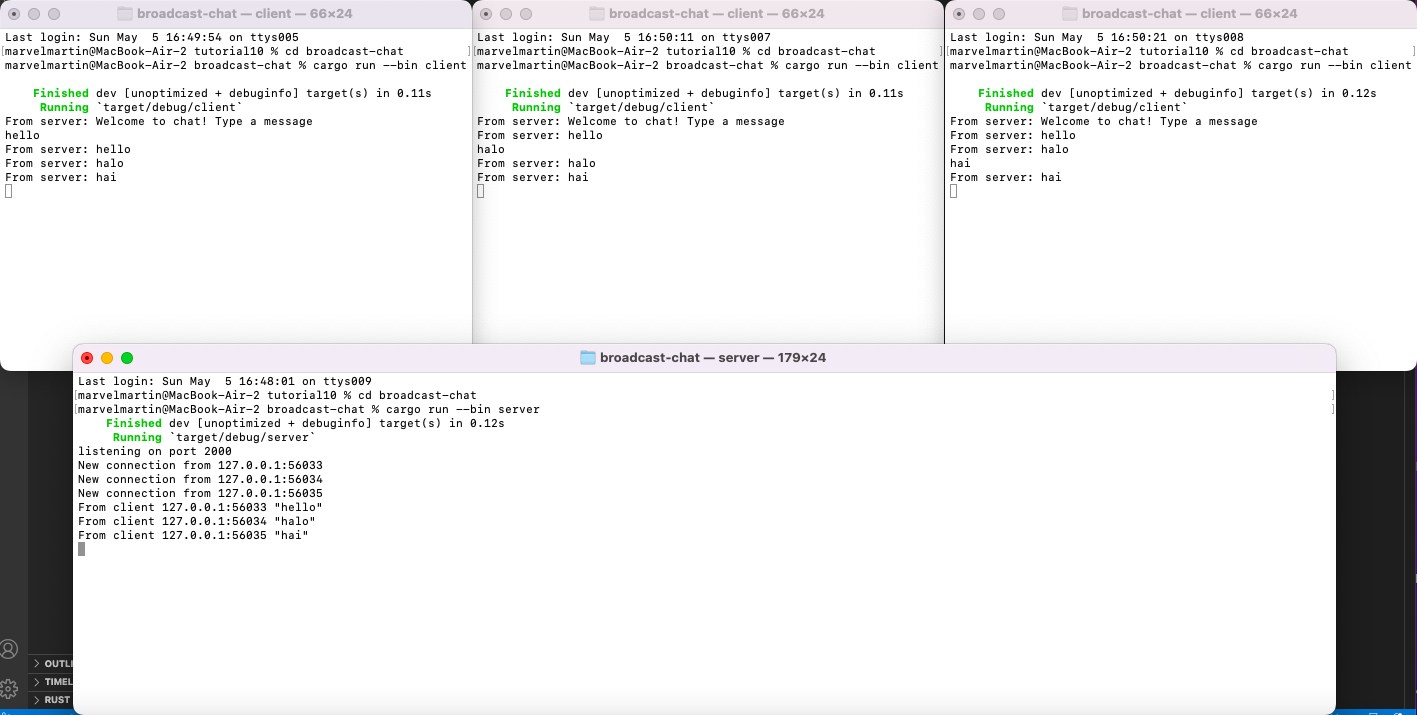 broadcast-chat — client — 66×24
Last login: Sun May  5 16:49:54 on ttys005
[marvelmartin@MacBook-Air-2 tutorial10 % cd broadcast-chat ]
marvelmartin@MacBook-Air-2 broadcast-chat % cargo run --bin client
Finished dev [unoptimized + debuginfo] target(s) in 0.11s
Running `target/debug/client`
From server: Welcome to chat! Type a message
hello
From server: hello
From server: halo
From server: hai
broadcast-chat — client — 66×24
Last login: Sun May  5 16:50:11 on ttys007
[marvelmartin@MacBook-Air-2 tutorial10 % cd broadcast-chat ]
marvelmartin@MacBook-Air-2 broadcast-chat % cargo run --bin client
Finished dev [unoptimized + debuginfo] target(s) in 0.11s
Running `target/debug/client`
From server: Welcome to chat! Type a message
From server: hello
halo
From server: halo
From server: hai
broadcast-chat — client — 66×24
Last login: Sun May  5 16:50:21 on ttys008
[marvelmartin@MacBook-Air-2 tutorial10 % cd broadcast-chat ]
marvelmartin@MacBook-Air-2 broadcast-chat % cargo run --bin client
Finished dev [unoptimized + debuginfo] target(s) in 0.12s
Running `target/debug/client`
From server: Welcome to chat! Type a message
From server: hello
From server: halo
hai
From server: hai
broadcast-chat — server — 179×24
Last login: Sun May  5 16:48:01 on ttys009
[marvelmartin@MacBook-Air-2 tutorial10 % cd broadcast-chat ]
[marvelmartin@MacBook-Air-2 broadcast-chat % cargo run --bin server ]
Finished dev [unoptimized + debuginfo] target(s) in 0.12s
Running `target/debug/server`
listening on port 2000
New connection from 127.0.0.1:56033
New connection from 127.0.0.1:56034
New connection from 127.0.0.1:56035
From client 127.0.0.1:56033 "hello"
From client 127.0.0.1:56034 "halo"
From client 127.0.0.1:56035 "hai"
OUTLI
TIMEL
RUST